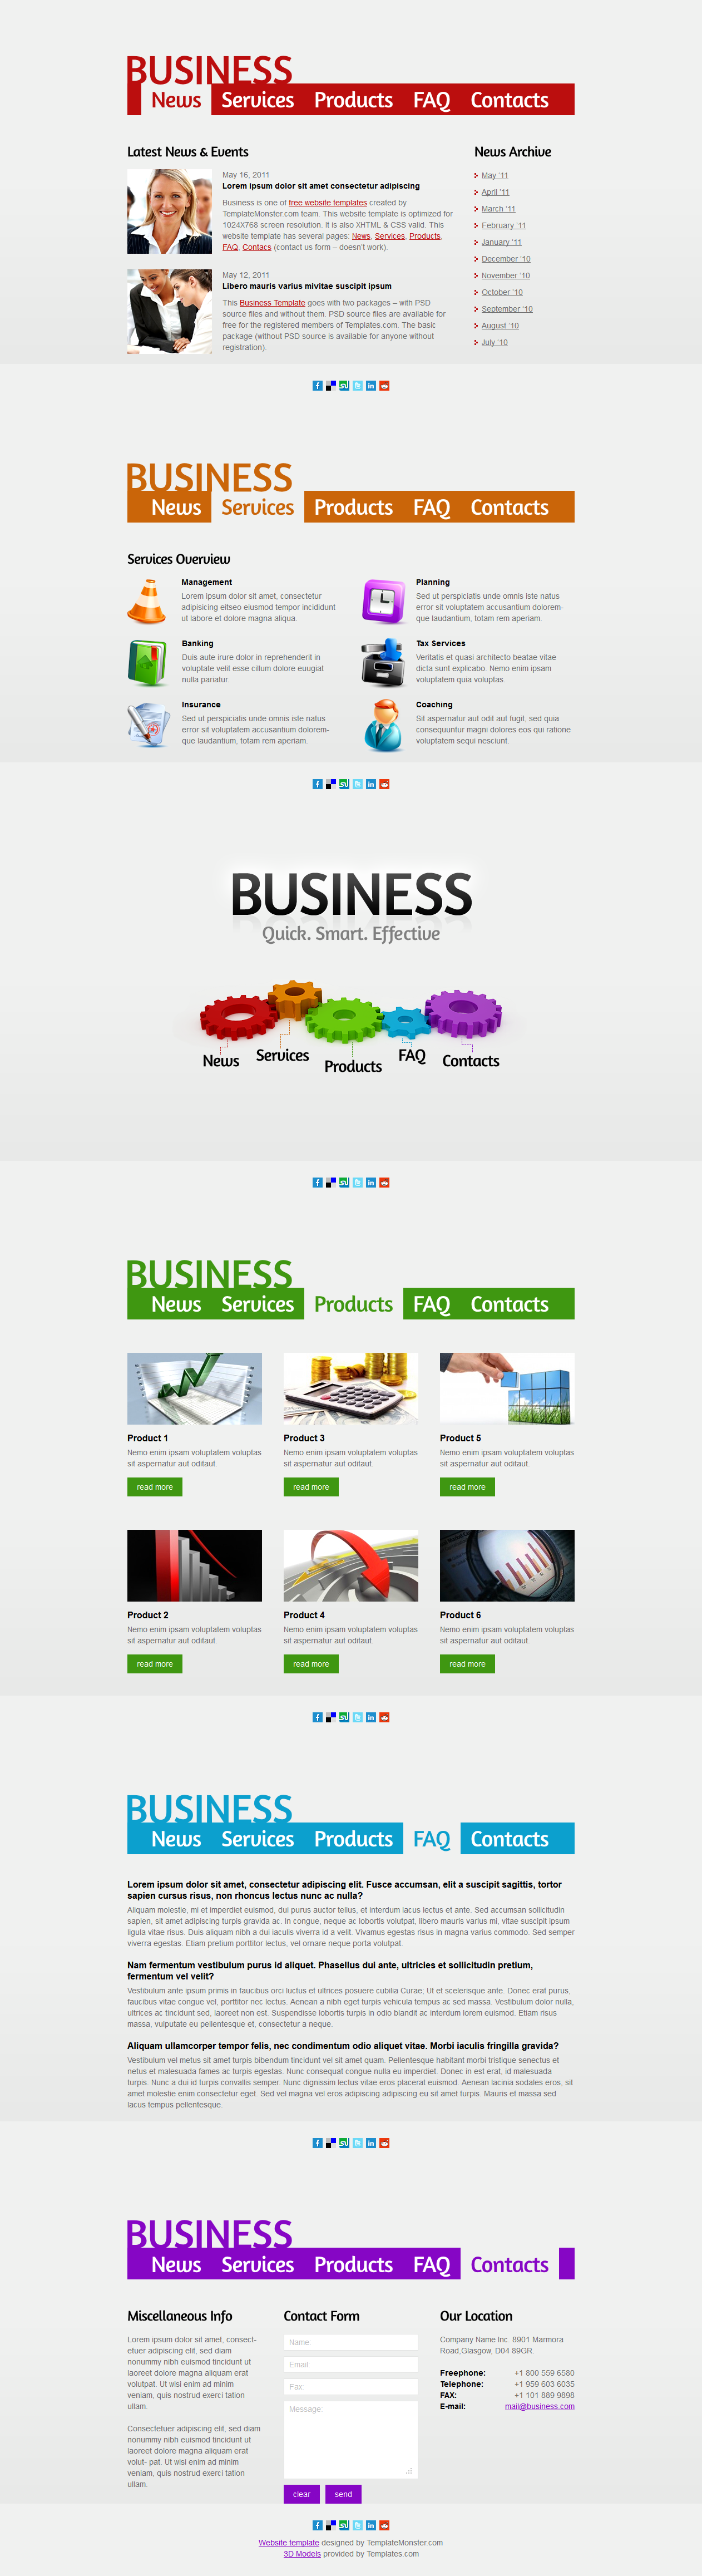 BUSINESS
News Services Products FAQ Contacts
Latest News & Events
May 16, 2011
Lorem ipsum dolor sit amet consectetur adipiscing
Business is one of free website templates created by
TemplateMonster.com team. This website template is optimized for
1024X768 screen resolution. It is also XHTML & CSS valid. This
website template has several pages: News, Services, Products,
FAQ, Contacs (contact us form – doesn't work).
May 12, 2011
Libero mauris varius mivitae suscipit ipsum
This Business Template goes with two packages – with PSD
source files and without them. PSD source files are available for
free for the registered members of Templates.com. The basic
package (without PSD source is available for anyone without
registration).
News Archive
May '11
April '11
March '11
February '11
January '11
December '10
November '10
October '10
September '10
August '10
July '10
BUSINESS
News Services Products FAQ Contacts
Services Overview
Management
Lorem ipsum dolor sit amet, consectetur
adipisicing eiltseo eiusmod tempor incididunt
ut labore et dolore magna aliqua.
Planning
Sed ut perspiciatis unde omnis iste natus
error sit voluptatem accusantium dolorem-
que laudantium, totam rem aperiam.
Banking
Duis aute irure dolor in reprehenderit in
voluptate velit esse cillum dolore euugiat
nulla pariatur.
Tax Services
Veritatis et quasi architecto beatae vitae
dicta sunt explicabo. Nemo enim ipsam
voluptatem quia voluptas.
Insurance
Sed ut perspiciatis unde omnis iste natus
error sit voluptatem accusantium dolorem-
que laudantium, totam rem aperiam.
Coaching
Sit aspernatur aut odit aut fugit, sed quia
consequuntur magni dolores eos qui ratione
voluptatem sequi nesciunt.
BUSINESS
Quick. Smart. Effective
News Services Products FAQ Contacts
BUSINESS
News Services Products FAQ Contacts
Product 1
Nemo enim ipsam voluptatem voluptas
sit aspernatur aut oditaut.
read more
Product 3
Nemo enim ipsam voluptatem voluptas
sit aspernatur aut oditaut.
read more
Product 5
Nemo enim ipsam voluptatem voluptas
sit aspernatur aut oditaut.
read more
Product 2
Nemo enim ipsam voluptatem voluptas
sit aspernatur aut oditaut.
read more
Product 4
Nemo enim ipsam voluptatem voluptas
sit aspernatur aut oditaut.
read more
Product 6
Nemo enim ipsam voluptatem voluptas
sit aspernatur aut oditaut.
read more
BUSINESS
News Services Products FAQ Contacts
Lorem ipsum dolor sit amet, consectetur adipiscing elit. Fusce accumsan, elit a suscipit sagittis, tortor
sapien cursus risus, non rhoncus lectus nunc ac nulla?
Aliquam molestie, mi et imperdiet euismod, dui purus auctor tellus, et interdum lacus lectus et ante. Sed accumsan sollicitudin
sapien, sit amet adipiscing turpis gravida ac. In congue, neque ac lobortis volutpat, libero mauris varius mi, vitae suscipit ipsum
ligula vitae risus. Duis aliquam nibh a dui iaculis viverra id a velit. Vivamus egestas risus in magna varius commodo. Sed semper
viverra egestas. Etiam pretium porttitor lectus, vel ornare neque porta volutpat.
Nam fermentum vestibulum purus id aliquet. Phasellus dui ante, ultricies et sollicitudin pretium,
fermentum vel velit?
Vestibulum ante ipsum primis in faucibus orci luctus et ultrices posuere cubilia Curae; Ut et scelerisque ante. Donec erat purus,
faucibus vitae congue vel, porttitor nec lectus. Aenean a nibh eget turpis vehicula tempus ac sed massa. Vestibulum dolor nulla,
ultrices ac tincidunt sed, laoreet non est. Suspendisse lobortis turpis in odio blandit ac interdum lorem euismod. Etiam risus
massa, vulputate eu pellentesque et, consectetur a neque.
Aliquam ullamcorper tempor felis, nec condimentum odio aliquet vitae. Morbi iaculis fringilla gravida?
Vestibulum vel metus sit amet turpis bibendum tincidunt vel sit amet quam. Pellentesque habitant morbi tristique senectus et
netus et malesuada fames ac turpis egestas. Nunc consequat congue nulla eu imperdiet. Donec in est erat, id malesuada
turpis. Nunc a dui id turpis convallis semper. Nunc dignissim lectus vitae eros placerat euismod. Aenean lacinia sodales eros, sit
amet molestie enim consectetur eget. Sed vel magna vel eros adipiscing adipiscing eu sit amet turpis. Mauris et massa sed
lacus tempus pellentesque.
BUSINESS
News Services Products FAQ Contacts
Miscellaneous Info
Lorem ipsum dolor sit amet, consect-
etuer adipiscing elit, sed diam
nonummy nibh euismod tincidunt ut
laoreet dolore magna aliquam erat
volutpat. Ut wisi enim ad minim
veniam, quis nostrud exerci tation
ullam.
Consectetuer adipiscing elit, sed diam
nonummy nibh euismod tincidunt ut
laoreet dolore magna aliquam erat
volut- pat. Ut wisi enim ad minim
veniam, quis nostrud exerci tation
ullam.
Contact Form
Name:
Email:
Fax:
Message:
clear send
Our Location
Company Name Inc. 8901 Marmora
Road,Glasgow, D04 89GR.
Freephone: +1 800 559 6580
Telephone: +1 959 603 6035
FAX: +1 101 889 9898
E-mail: mail@business.com
Website template designed by TemplateMonster.com
3D Models provided by Templates.com